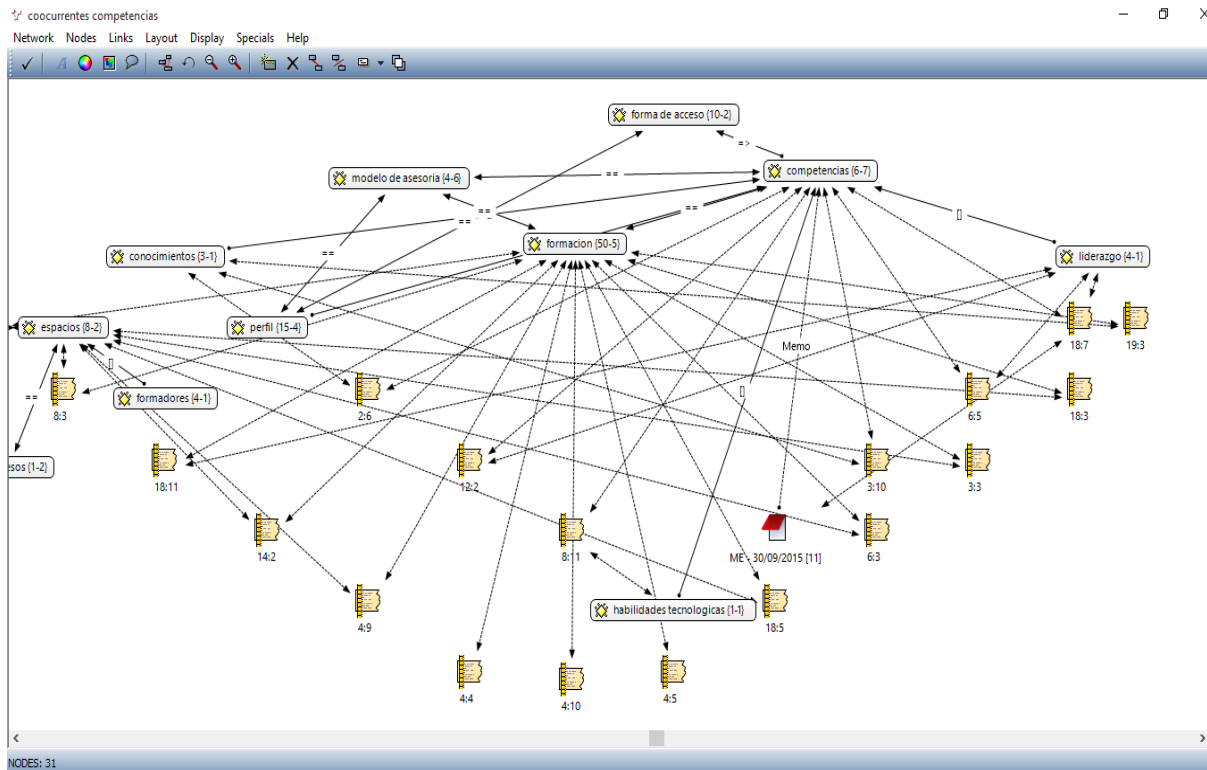 coocurrentes competencias
Network Nodes Links Layout Display Specials Help
forma de acceso {10-2}
=>
modelo de asesoria {4-6}
==
competencias {6-7}
==
==
==
[]
formacion {50-5}
conocimientos {3-1}
==
liderazgo {4-1}
espacios {8-2}
perfil {15-4}
18:7
19:3
Memo
[]
==
formadores {4-1}
[]
8:3
2:6
6:5
18:3
esos {1-2}
18:11
12:2
3:10
3:3
14:2
8:11
ME - 30/09/2015 [11]
6:3
habilidades tecnologicas {1-1}
4:9
18:5
4:4
4:10
4:5
NODES: 31